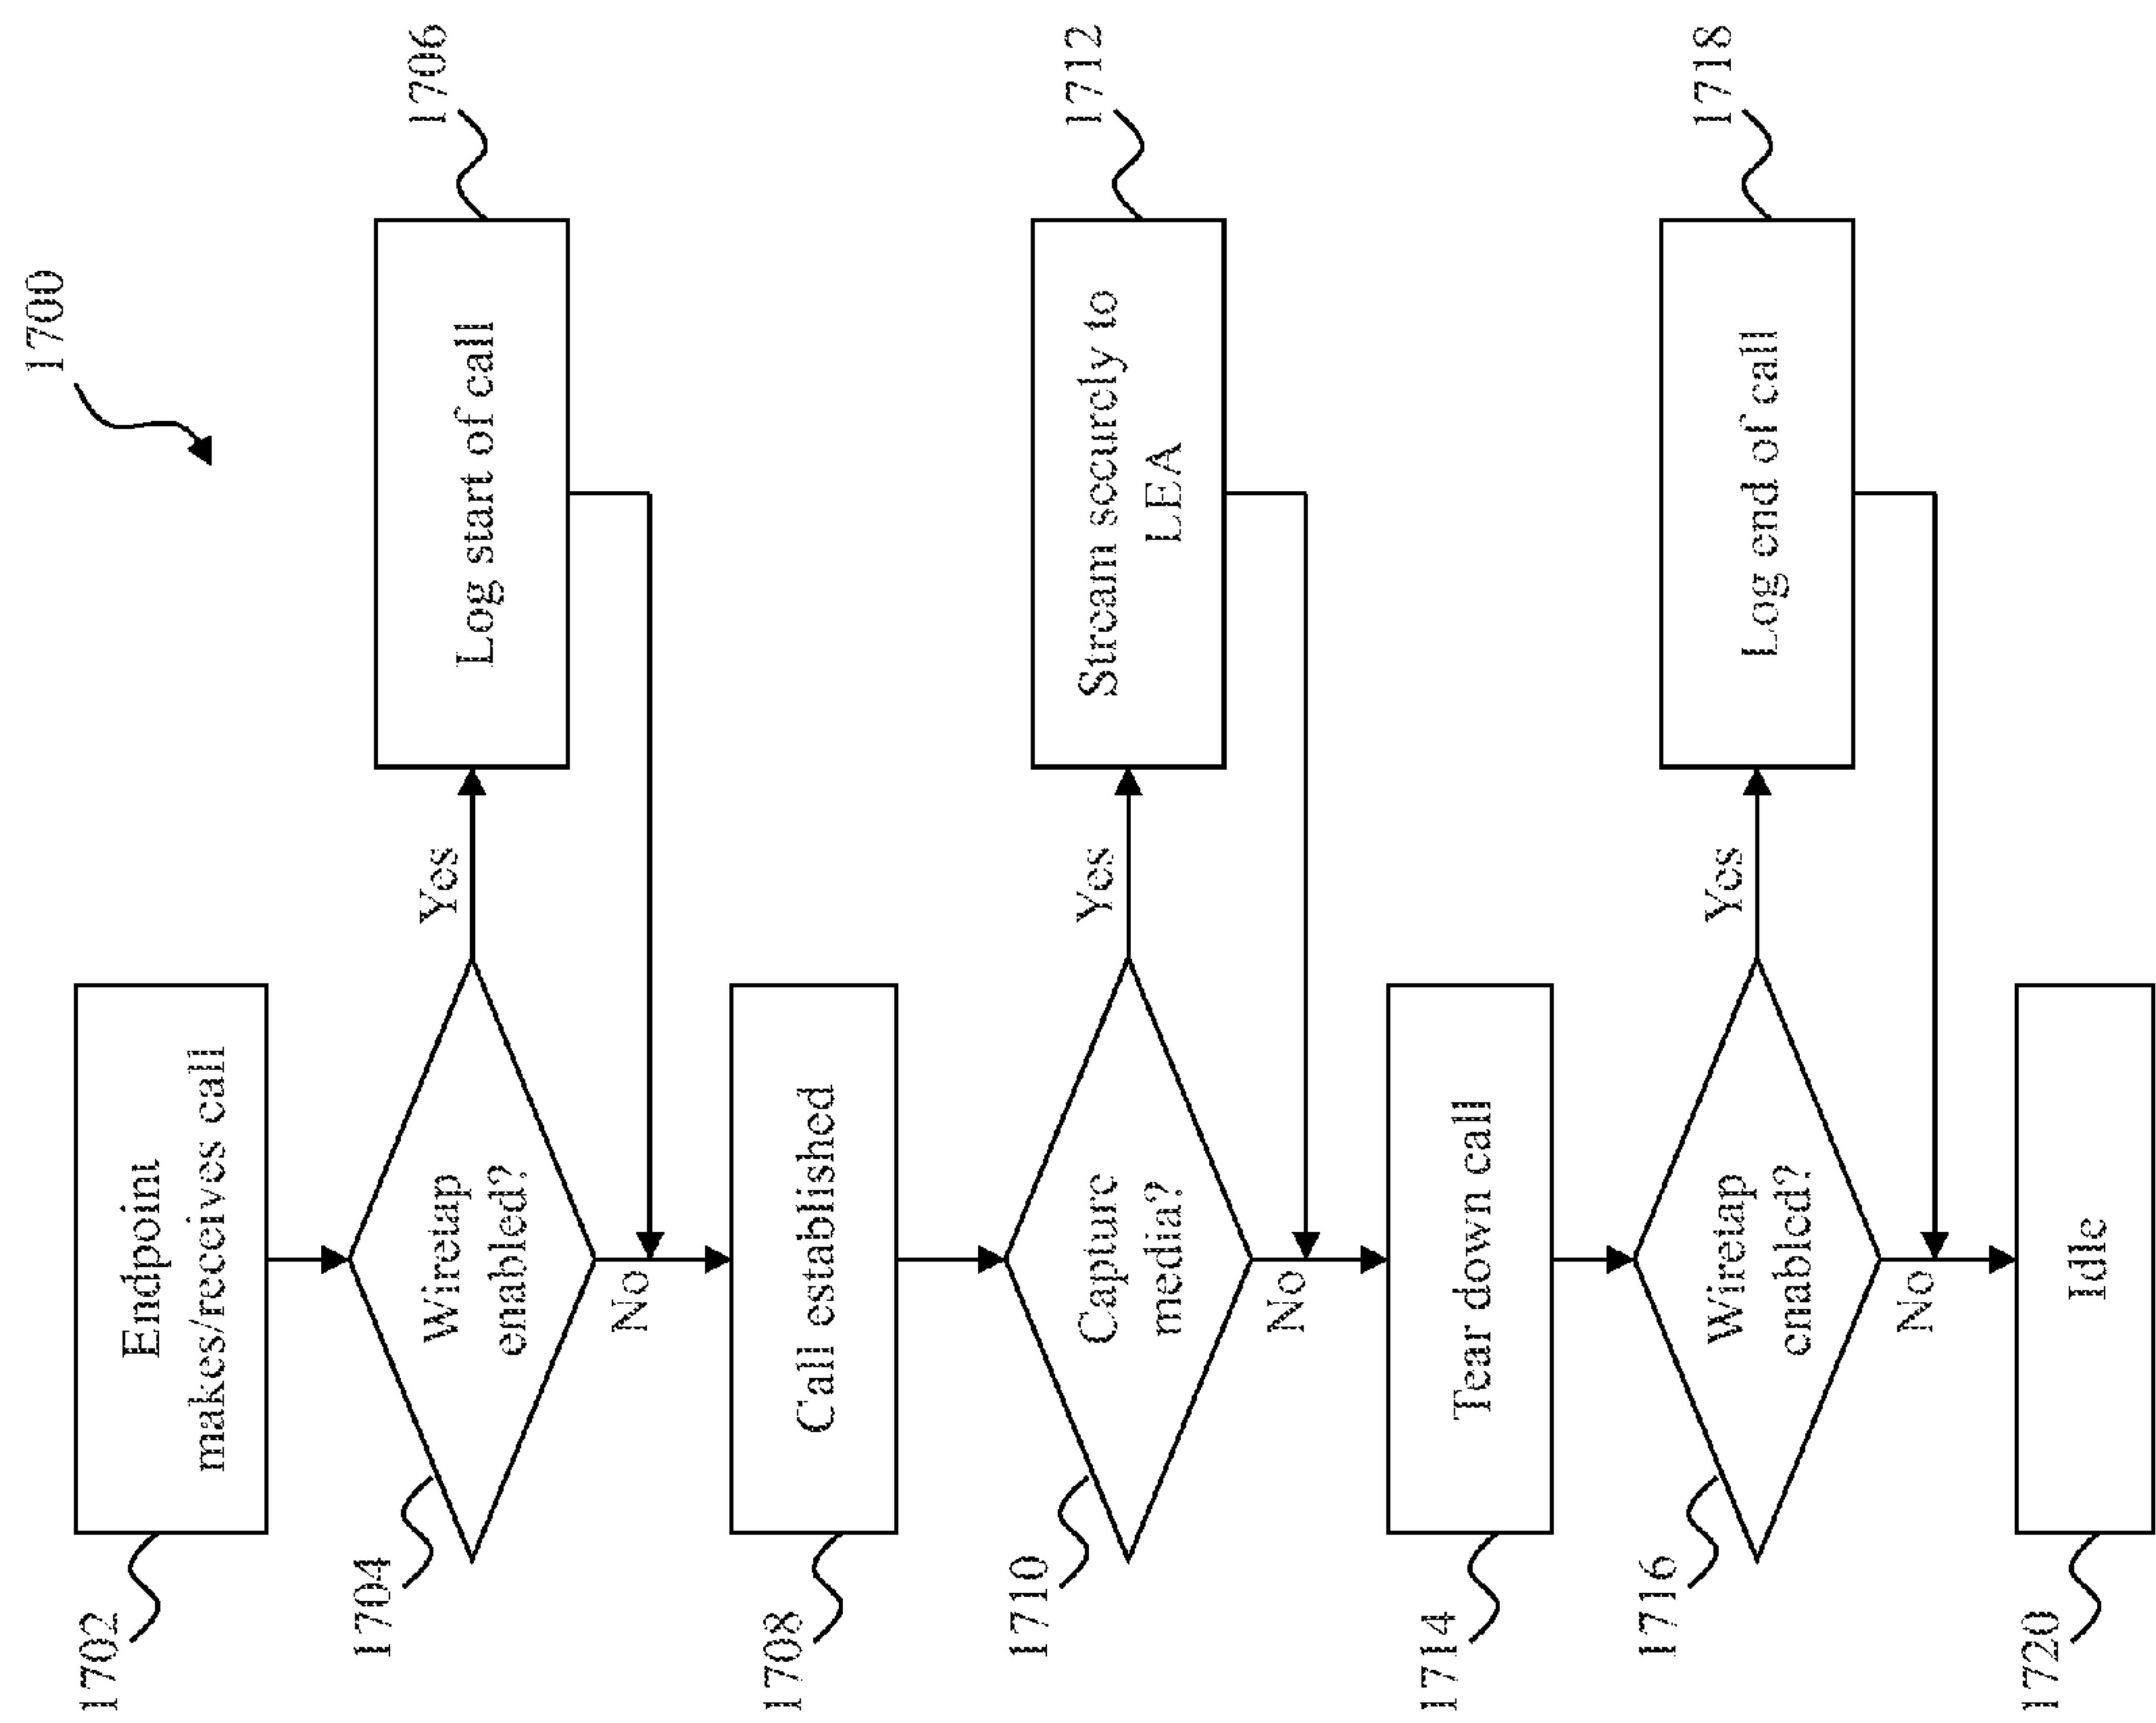 1700
1702
Endpoint
makes/receives call
1704
Wiretap
enabled?
Yes
No
Log start of call
1706
1708
Call established
1710
Capture
media?
Yes
No
Stream securely to
LEA
1712
1714
Tear down call
1716
Wiretap
enabled?
Yes
No
Log end of call
1718
1720
Idle